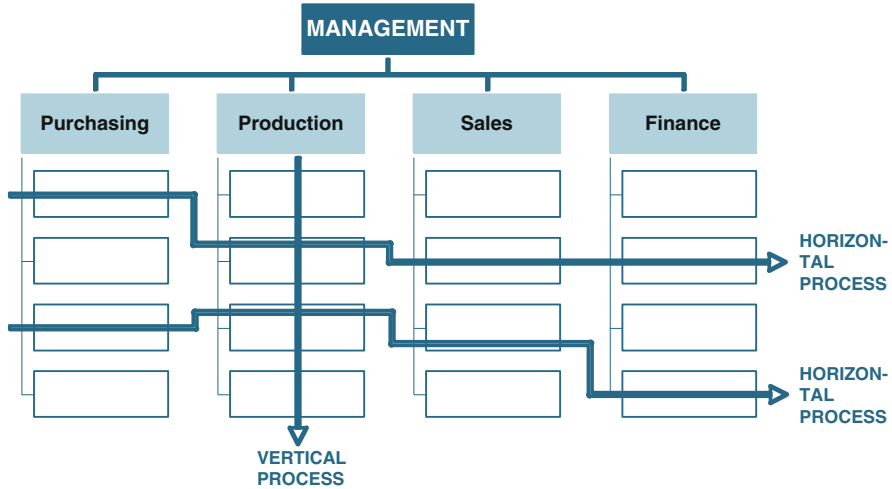 MANAGEMENT
Purchasing
Production
Sales
Finance
HORIZON-
TAL
PROCESS
HORIZON-
TAL
PROCESS
VERTICAL
PROCESS